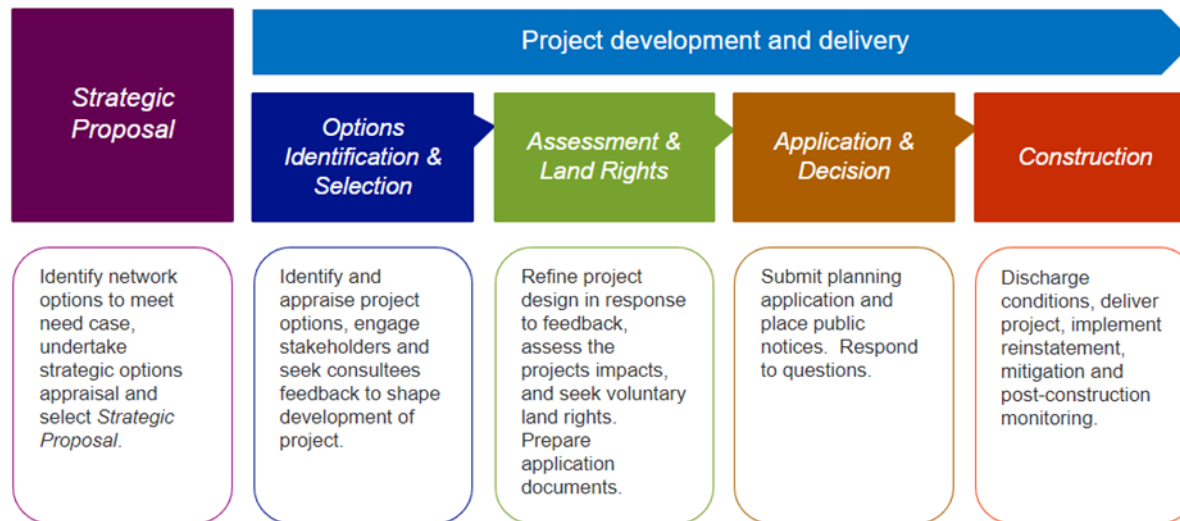 Project development and delivery
Strategic
Proposal
Options
Identification &
Selection
Assessment &
Land Rights
Application &
Decision
Construction
Identify network
options to meet
need case,
undertake
strategic options
appraisal and
select Strategic
Proposal.
Identify and
appraise project
options, engage
stakeholders and
seek consultees
feedback to shape
development of
project.
Refine project
design in response
to feedback,
assess the
projects impacts,
and seek voluntary
land rights.
Prepare
application
documents.
Submit planning
application and
place public
notices.  Respond
to questions.
Discharge
conditions, deliver
project, implement
reinstatement,
mitigation and
post-construction
monitoring.